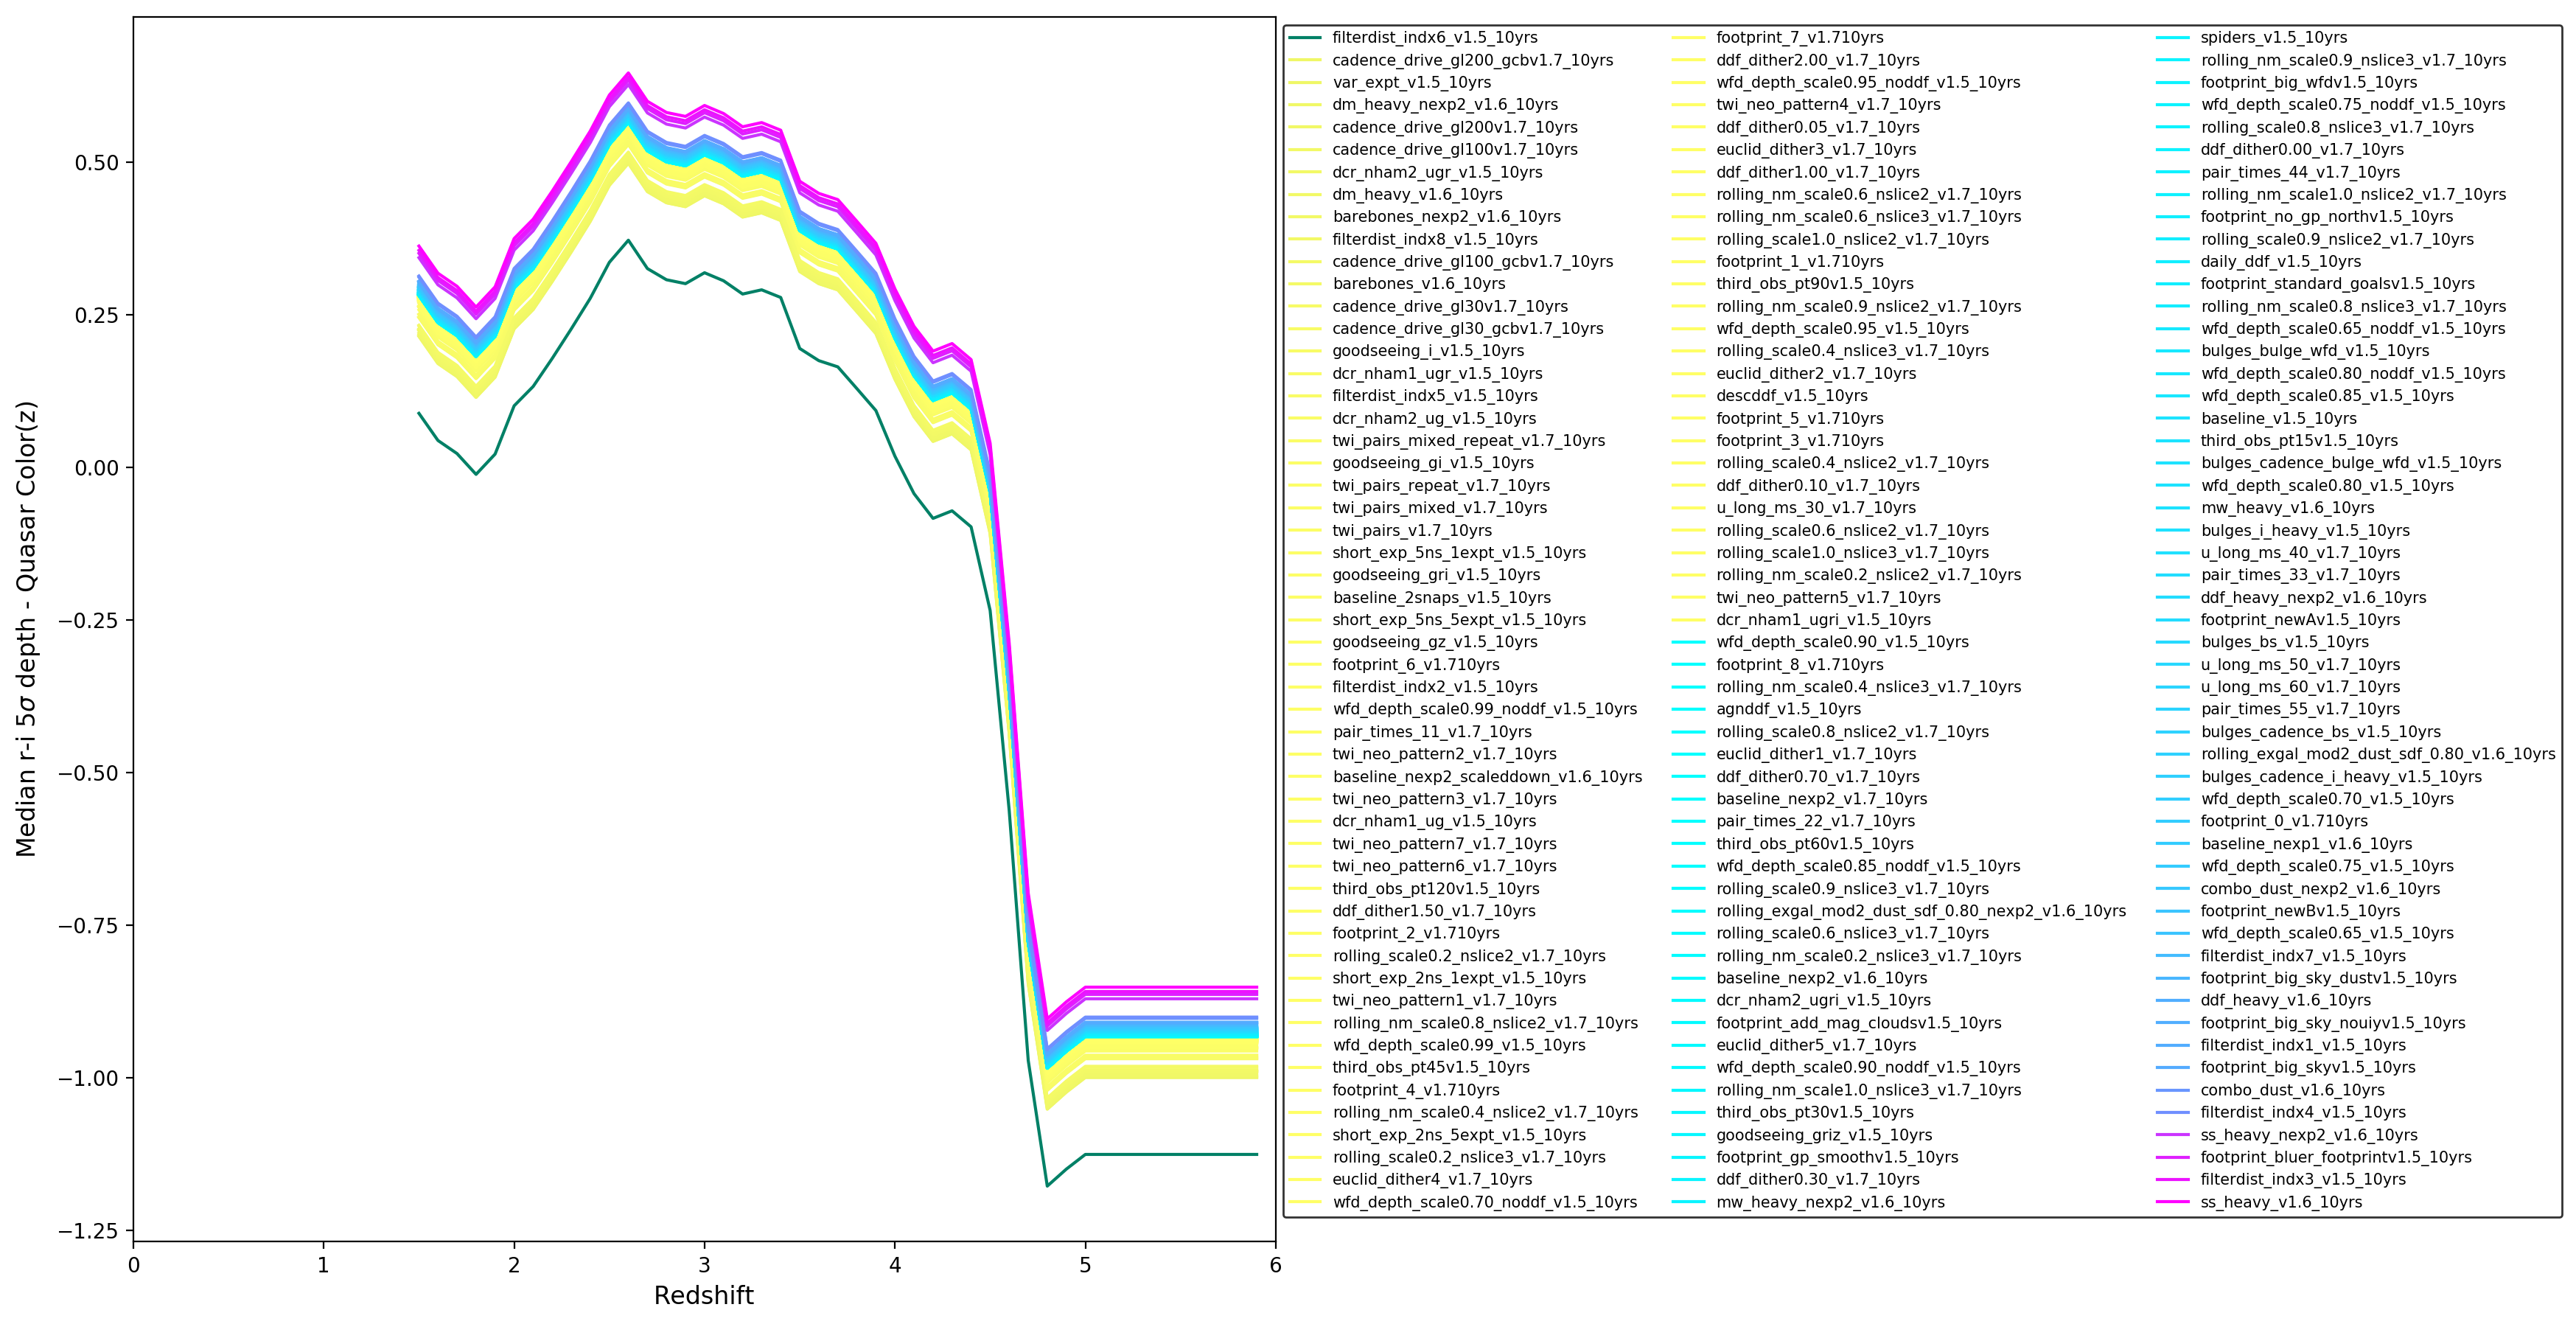 0.50
0.25
0.00
−0.25
−0.50
−0.75
−1.00
−1.25
Median r-i 5σ depth - Quasar Color(z)
0
1
2
3
4
5
6
Redshift
filterdist_indx6_v1.5_10yrs
cadence_drive_gl200_gcbv1.7_10yrs
var_expt_v1.5_10yrs
dm_heavy_nexp2_v1.6_10yrs
cadence_drive_gl200v1.7_10yrs
cadence_drive_gl100v1.7_10yrs
dcr_nham2_ugr_v1.5_10yrs
dm_heavy_v1.6_10yrs
barebones_nexp2_v1.6_10yrs
filterdist_indx8_v1.5_10yrs
cadence_drive_gl100_gcbv1.7_10yrs
barebones_v1.6_10yrs
cadence_drive_gl30v1.7_10yrs
cadence_drive_gl30_gcbv1.7_10yrs
goodseeing_i_v1.5_10yrs
dcr_nham1_ugr_v1.5_10yrs
filterdist_indx5_v1.5_10yrs
dcr_nham2_ug_v1.5_10yrs
twi_pairs_mixed_repeat_v1.7_10yrs
goodseeing_gi_v1.5_10yrs
twi_pairs_repeat_v1.7_10yrs
twi_pairs_mixed_v1.7_10yrs
twi_pairs_v1.7_10yrs
short_exp_5ns_1expt_v1.5_10yrs
goodseeing_gri_v1.5_10yrs
baseline_2snaps_v1.5_10yrs
short_exp_5ns_5expt_v1.5_10yrs
goodseeing_gz_v1.5_10yrs
footprint_6_v1.710yrs
filterdist_indx2_v1.5_10yrs
wfd_depth_scale0.99_noddf_v1.5_10yrs
pair_times_11_v1.7_10yrs
twi_neo_pattern2_v1.7_10yrs
baseline_nexp2_scaleddown_v1.6_10yrs
twi_neo_pattern3_v1.7_10yrs
dcr_nham1_ug_v1.5_10yrs
twi_neo_pattern7_v1.7_10yrs
twi_neo_pattern6_v1.7_10yrs
third_obs_pt120v1.5_10yrs
ddf_dither1.50_v1.7_10yrs
footprint_2_v1.710yrs
rolling_scale0.2_nslice2_v1.7_10yrs
short_exp_2ns_1expt_v1.5_10yrs
twi_neo_pattern1_v1.7_10yrs
rolling_nm_scale0.8_nslice2_v1.7_10yrs
wfd_depth_scale0.99_v1.5_10yrs
third_obs_pt45v1.5_10yrs
footprint_4_v1.710yrs
rolling_nm_scale0.4_nslice2_v1.7_10yrs
short_exp_2ns_5expt_v1.5_10yrs
rolling_scale0.2_nslice3_v1.7_10yrs
euclid_dither4_v1.7_10yrs
wfd_depth_scale0.70_noddf_v1.5_10yrs
footprint_7_v1.710yrs
ddf_dither2.00_v1.7_10yrs
wfd_depth_scale0.95_noddf_v1.5_10yrs
twi_neo_pattern4_v1.7_10yrs
ddf_dither0.05_v1.7_10yrs
euclid_dither3_v1.7_10yrs
ddf_dither1.00_v1.7_10yrs
rolling_nm_scale0.6_nslice2_v1.7_10yrs
rolling_nm_scale0.6_nslice3_v1.7_10yrs
rolling_scale1.0_nslice2_v1.7_10yrs
footprint_1_v1.710yrs
third_obs_pt90v1.5_10yrs
rolling_nm_scale0.9_nslice2_v1.7_10yrs
wfd_depth_scale0.95_v1.5_10yrs
rolling_scale0.4_nslice3_v1.7_10yrs
euclid_dither2_v1.7_10yrs
descddf_v1.5_10yrs
footprint_5_v1.710yrs
footprint_3_v1.710yrs
rolling_scale0.4_nslice2_v1.7_10yrs
ddf_dither0.10_v1.7_10yrs
u_long_ms_30_v1.7_10yrs
rolling_scale0.6_nslice2_v1.7_10yrs
rolling_scale1.0_nslice3_v1.7_10yrs
rolling_nm_scale0.2_nslice2_v1.7_10yrs
twi_neo_pattern5_v1.7_10yrs
dcr_nham1_ugri_v1.5_10yrs
wfd_depth_scale0.90_v1.5_10yrs
footprint_8_v1.710yrs
rolling_nm_scale0.4_nslice3_v1.7_10yrs
agnddf_v1.5_10yrs
rolling_scale0.8_nslice2_v1.7_10yrs
euclid_dither1_v1.7_10yrs
ddf_dither0.70_v1.7_10yrs
baseline_nexp2_v1.7_10yrs
pair_times_22_v1.7_10yrs
third_obs_pt60v1.5_10yrs
wfd_depth_scale0.85_noddf_v1.5_10yrs
rolling_scale0.9_nslice3_v1.7_10yrs
rolling_exgal_mod2_dust_sdf_0.80_nexp2_v1.6_10yrs
rolling_scale0.6_nslice3_v1.7_10yrs
rolling_nm_scale0.2_nslice3_v1.7_10yrs
baseline_nexp2_v1.6_10yrs
dcr_nham2_ugri_v1.5_10yrs
footprint_add_mag_cloudsv1.5_10yrs
euclid_dither5_v1.7_10yrs
wfd_depth_scale0.90_noddf_v1.5_10yrs
rolling_nm_scale1.0_nslice3_v1.7_10yrs
third_obs_pt30v1.5_10yrs
goodseeing_griz_v1.5_10yrs
footprint_gp_smoothv1.5_10yrs
ddf_dither0.30_v1.7_10yrs
mw_heavy_nexp2_v1.6_10yrs
spiders_v1.5_10yrs
rolling_nm_scale0.9_nslice3_v1.7_10yrs
footprint_big_wfdv1.5_10yrs
wfd_depth_scale0.75_noddf_v1.5_10yrs
rolling_scale0.8_nslice3_v1.7_10yrs
ddf_dither0.00_v1.7_10yrs
pair_times_44_v1.7_10yrs
rolling_nm_scale1.0_nslice2_v1.7_10yrs
footprint_no_gp_northv1.5_10yrs
rolling_scale0.9_nslice2_v1.7_10yrs
daily_ddf_v1.5_10yrs
footprint_standard_goalsv1.5_10yrs
rolling_nm_scale0.8_nslice3_v1.7_10yrs
wfd_depth_scale0.65_noddf_v1.5_10yrs
bulges_bulge_wfd_v1.5_10yrs
wfd_depth_scale0.80_noddf_v1.5_10yrs
wfd_depth_scale0.85_v1.5_10yrs
baseline_v1.5_10yrs
third_obs_pt15v1.5_10yrs
bulges_cadence_bulge_wfd_v1.5_10yrs
wfd_depth_scale0.80_v1.5_10yrs
mw_heavy_v1.6_10yrs
bulges_i_heavy_v1.5_10yrs
u_long_ms_40_v1.7_10yrs
pair_times_33_v1.7_10yrs
ddf_heavy_nexp2_v1.6_10yrs
footprint_newAv1.5_10yrs
bulges_bs_v1.5_10yrs
u_long_ms_50_v1.7_10yrs
u_long_ms_60_v1.7_10yrs
pair_times_55_v1.7_10yrs
bulges_cadence_bs_v1.5_10yrs
rolling_exgal_mod2_dust_sdf_0.80_v1.6_10yrs
bulges_cadence_i_heavy_v1.5_10yrs
wfd_depth_scale0.70_v1.5_10yrs
footprint_0_v1.710yrs
baseline_nexp1_v1.6_10yrs
wfd_depth_scale0.75_v1.5_10yrs
combo_dust_nexp2_v1.6_10yrs
footprint_newBv1.5_10yrs
wfd_depth_scale0.65_v1.5_10yrs
filterdist_indx7_v1.5_10yrs
footprint_big_sky_dustv1.5_10yrs
ddf_heavy_v1.6_10yrs
footprint_big_sky_nouiyv1.5_10yrs
filterdist_indx1_v1.5_10yrs
footprint_big_skyv1.5_10yrs
combo_dust_v1.6_10yrs
filterdist_indx4_v1.5_10yrs
ss_heavy_nexp2_v1.6_10yrs
footprint_bluer_footprintv1.5_10yrs
filterdist_indx3_v1.5_10yrs
ss_heavy_v1.6_10yrs